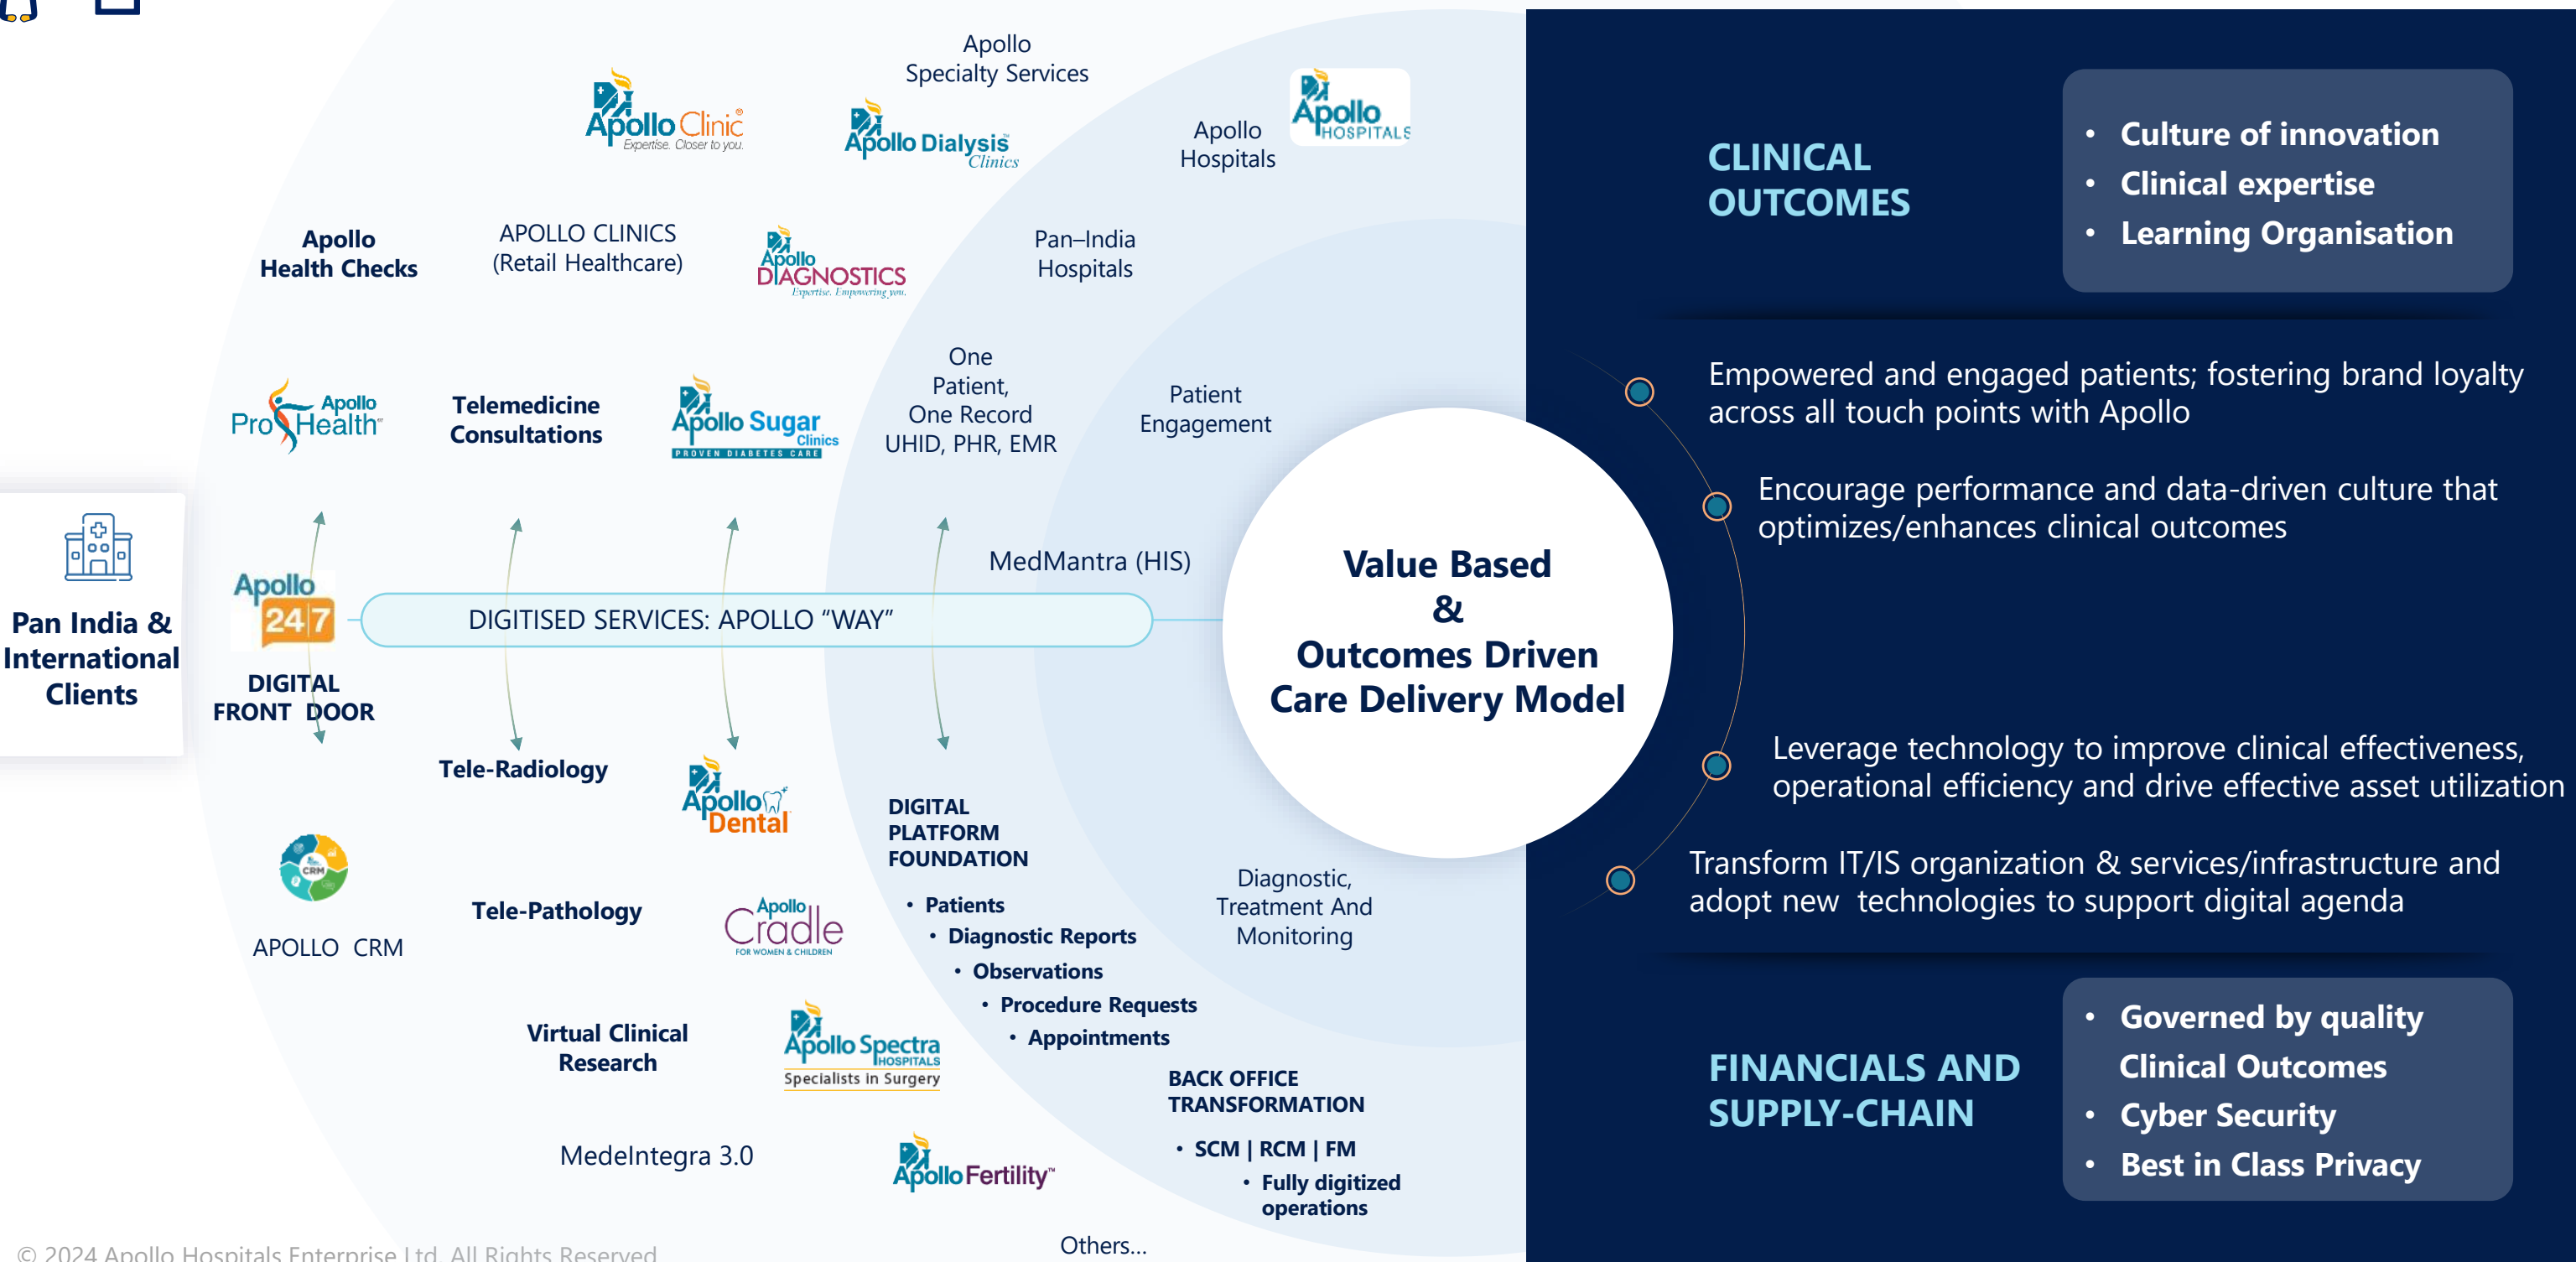 Apollo
Specialty Services
Apollo Clinic®
Expertise. Closer to you.
Apollo Dialysis™
Clinics
Apollo
Hospitals
Apollo
HOSPITALS
Apollo
Health Checks
APOLLO CLINICS
(Retail Healthcare)
Apollo
DIAGNOSTICS
Expertise. Empowering you.
Pan–India
Hospitals
Apollo
ProHealth
Telemedicine
Consultations
Apollo Sugar
Clinics
PROVEN DIABETES CARE
One
Patient,
One Record
UHID, PHR, EMR
Patient
Engagement
Pan India &
International
Clients
Apollo
24|7
DIGITAL
FRONT  DOOR
MedMantra (HIS)
DIGITISED SERVICES: APOLLO “WAY”
Value Based
&
Outcomes Driven
Care Delivery Model
CRM
APOLLO  CRM
Tele-Radiology
Tele-Pathology
Virtual Clinical
Research
MedeIntegra 3.0
Apollo
Dental
Apollo
Cradle
FOR WOMEN & CHILDREN
Apollo Spectra
HOSPITALS
Specialists in Surgery
Apollo Fertility™
Others...
DIGITAL
PLATFORM
FOUNDATION
• Patients
• Diagnostic Reports
• Observations
• Procedure Requests
• Appointments
Diagnostic,
Treatment And
Monitoring
BACK OFFICE
TRANSFORMATION
• SCM | RCM | FM
• Fully digitized
operations
CLINICAL
OUTCOMES
• Culture of innovation
• Clinical expertise
• Learning Organisation
Empowered and engaged patients; fostering brand loyalty
across all touch points with Apollo
Encourage performance and data-driven culture that
optimizes/enhances clinical outcomes
Leverage technology to improve clinical effectiveness,
operational efficiency and drive effective asset utilization
Transform IT/IS organization & services/infrastructure and
adopt new  technologies to support digital agenda
FINANCIALS AND
SUPPLY-CHAIN
• Governed by quality
Clinical Outcomes
• Cyber Security
• Best in Class Privacy
© 2024 Apollo Hospitals Enterprise Ltd. All Rights Reserved